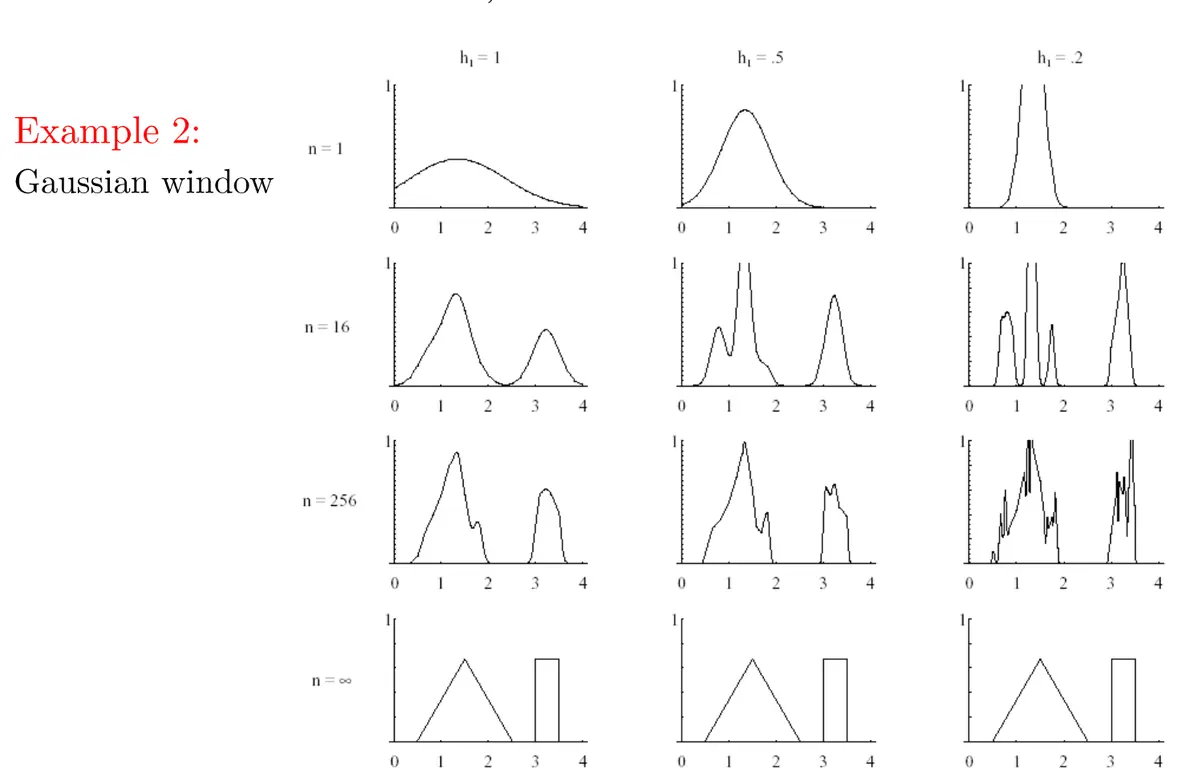 h₁ = 1 h₁ = .5 h₁ = .2
Example 2:
Gaussian window
n = 1
1 1 1
0 1 2 3 4 0 1 2 3 4 0 1 2 3 4
1 1 1
n = 16
0 1 2 3 4 0 1 2 3 4 0 1 2 3 4
1 1 1
n = 256
0 1 2 3 4 0 1 2 3 4 0 1 2 3 4
1 1 1
n = ∞
0 1 2 3 4 0 1 2 3 4 0 1 2 3 4